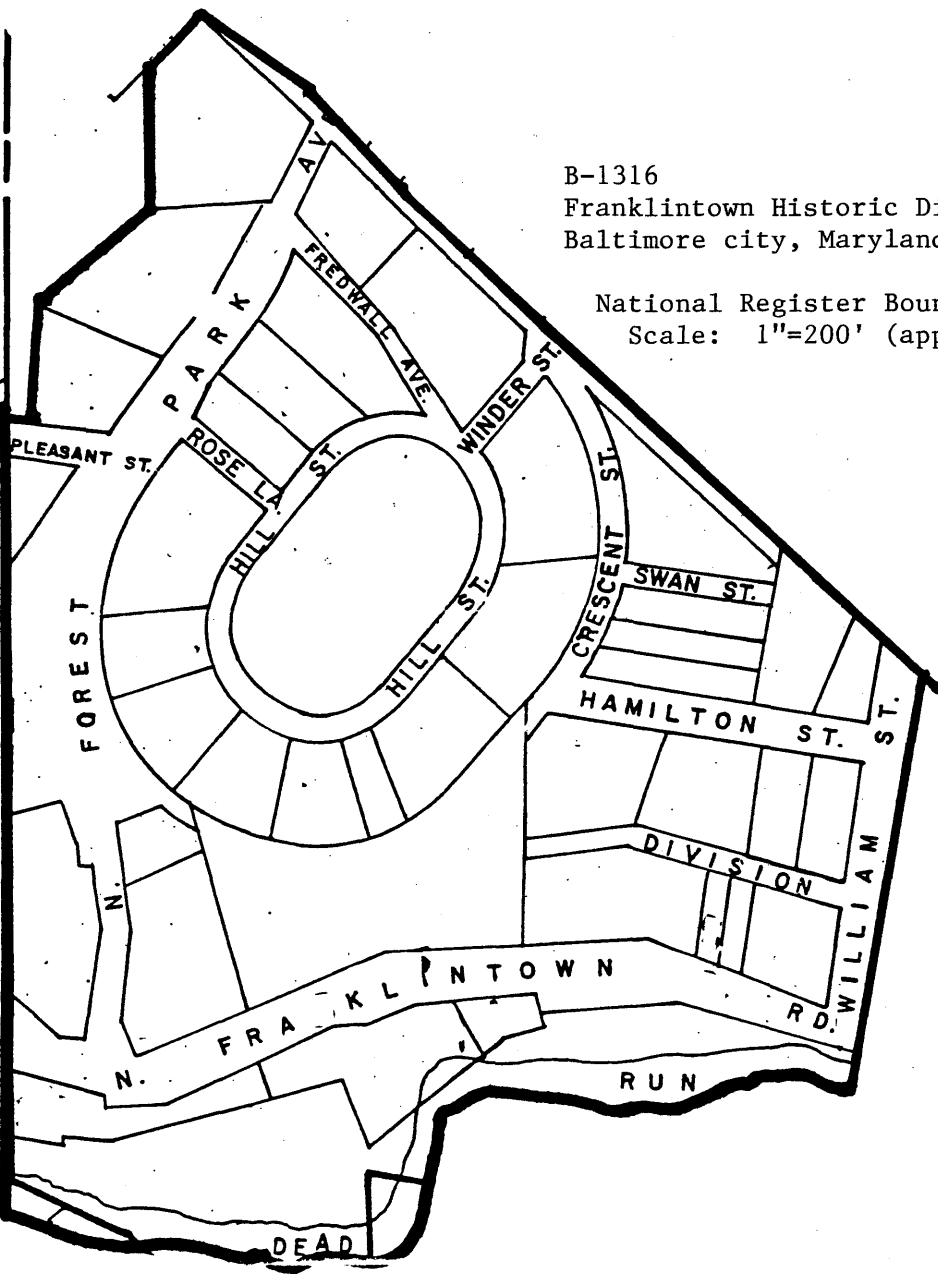 B-1316
Franklintown Historic Di
Baltimore city, Maryland
National Register Boun
Scale: 1"=200' (app
N. FOREST PARK AV
FREDWALL AVE.
WINDER ST.
PLEASANT ST.
ROSE LA.
HILL ST.
HILL ST.
CRESCENT ST.
SWAN ST.
HAMILTON ST.
WILLIAM ST.
DIVISION
N. FRANKLINTOWN RD.
DEAD RUN